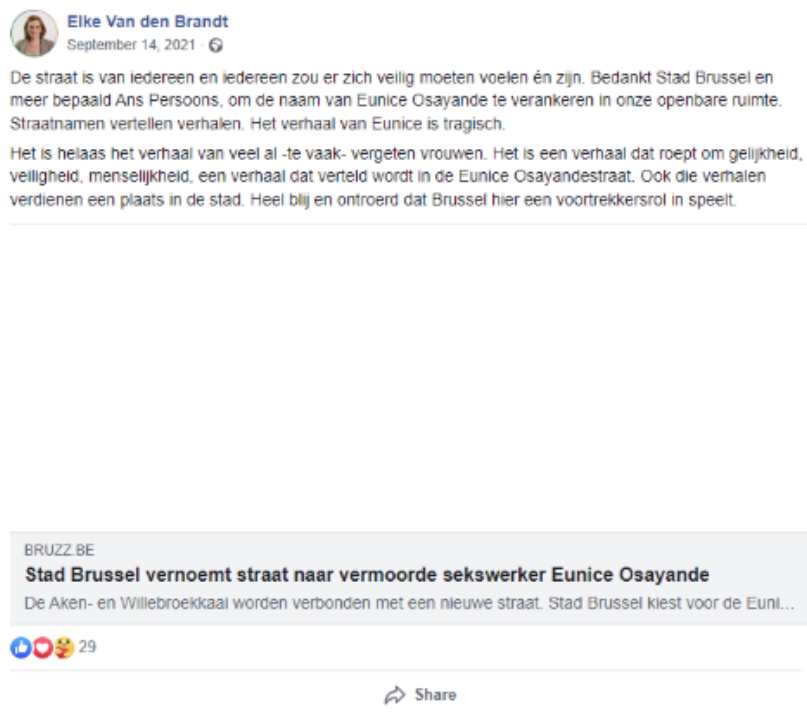 Elke Van den Brandt
September 14, 2021 ·
De straat is van iedereen en iedereen zou er zich veilig moeten voelen én zijn. Bedankt Stad Brussel en
meer bepaald Ans Persoons, om de naam van Eunice Osayande te verankeren in onze openbare ruimte.
Straatnamen vertellen verhalen. Het verhaal van Eunice is tragisch.
Het is helaas het verhaal van veel al -te vaak- vergeten vrouwen. Het is een verhaal dat roept om gelijkheid,
veiligheid, menselijkheid, een verhaal dat verteld wordt in de Eunice Osayandestraat. Ook die verhalen
verdienen een plaats in de stad. Heel blij en ontroerd dat Brussel hier een voortrekkersrol in speelt.
BRUZZ.BE
Stad Brussel vernoemt straat naar vermoorde sekswerker Eunice Osayande
De Aken- en Willebroekkaai worden verbonden met een nieuwe straat. Stad Brussel kiest voor de Euni...
29
Share